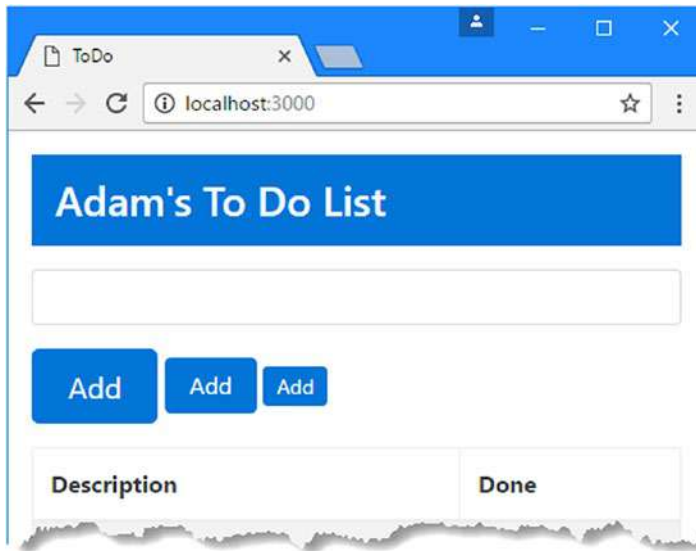 ToDo
localhost:3000
Adam's To Do List
Add Add Add
Description Done